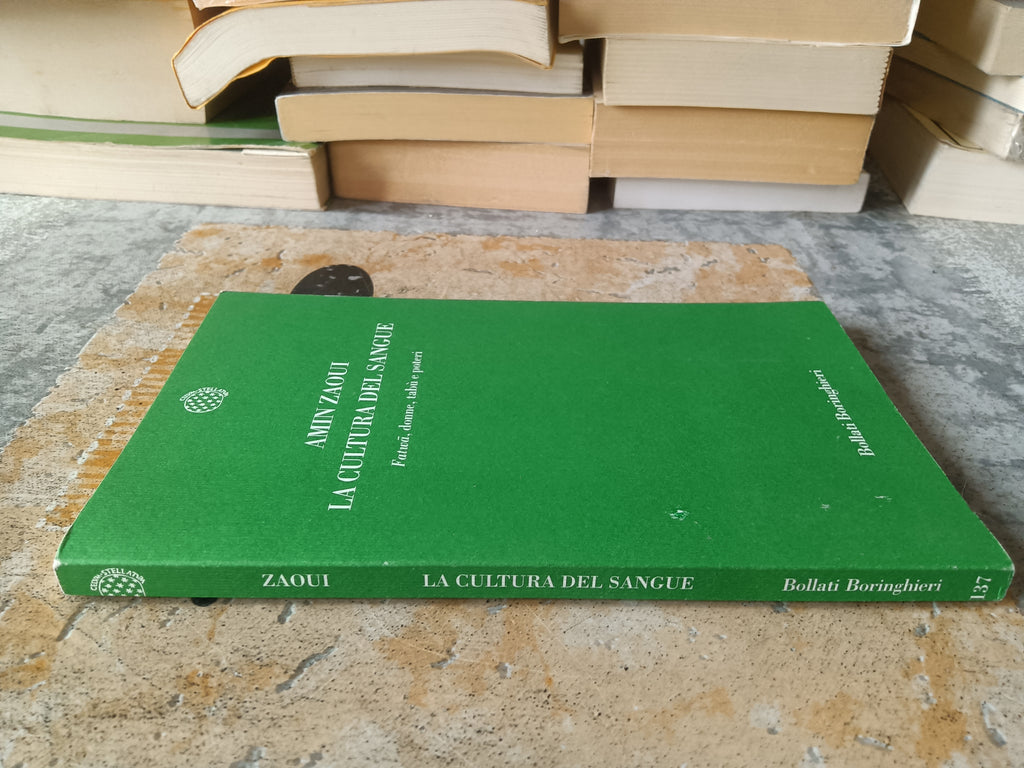 AMIN ZAOUI
LA CULTURA DEL SANGUE
Fatwā, donne, tabù e poteri
Bollati Boringhieri
ZAOUI
LA CULTURA DEL SANGUE
Bollati Boringhieri
137